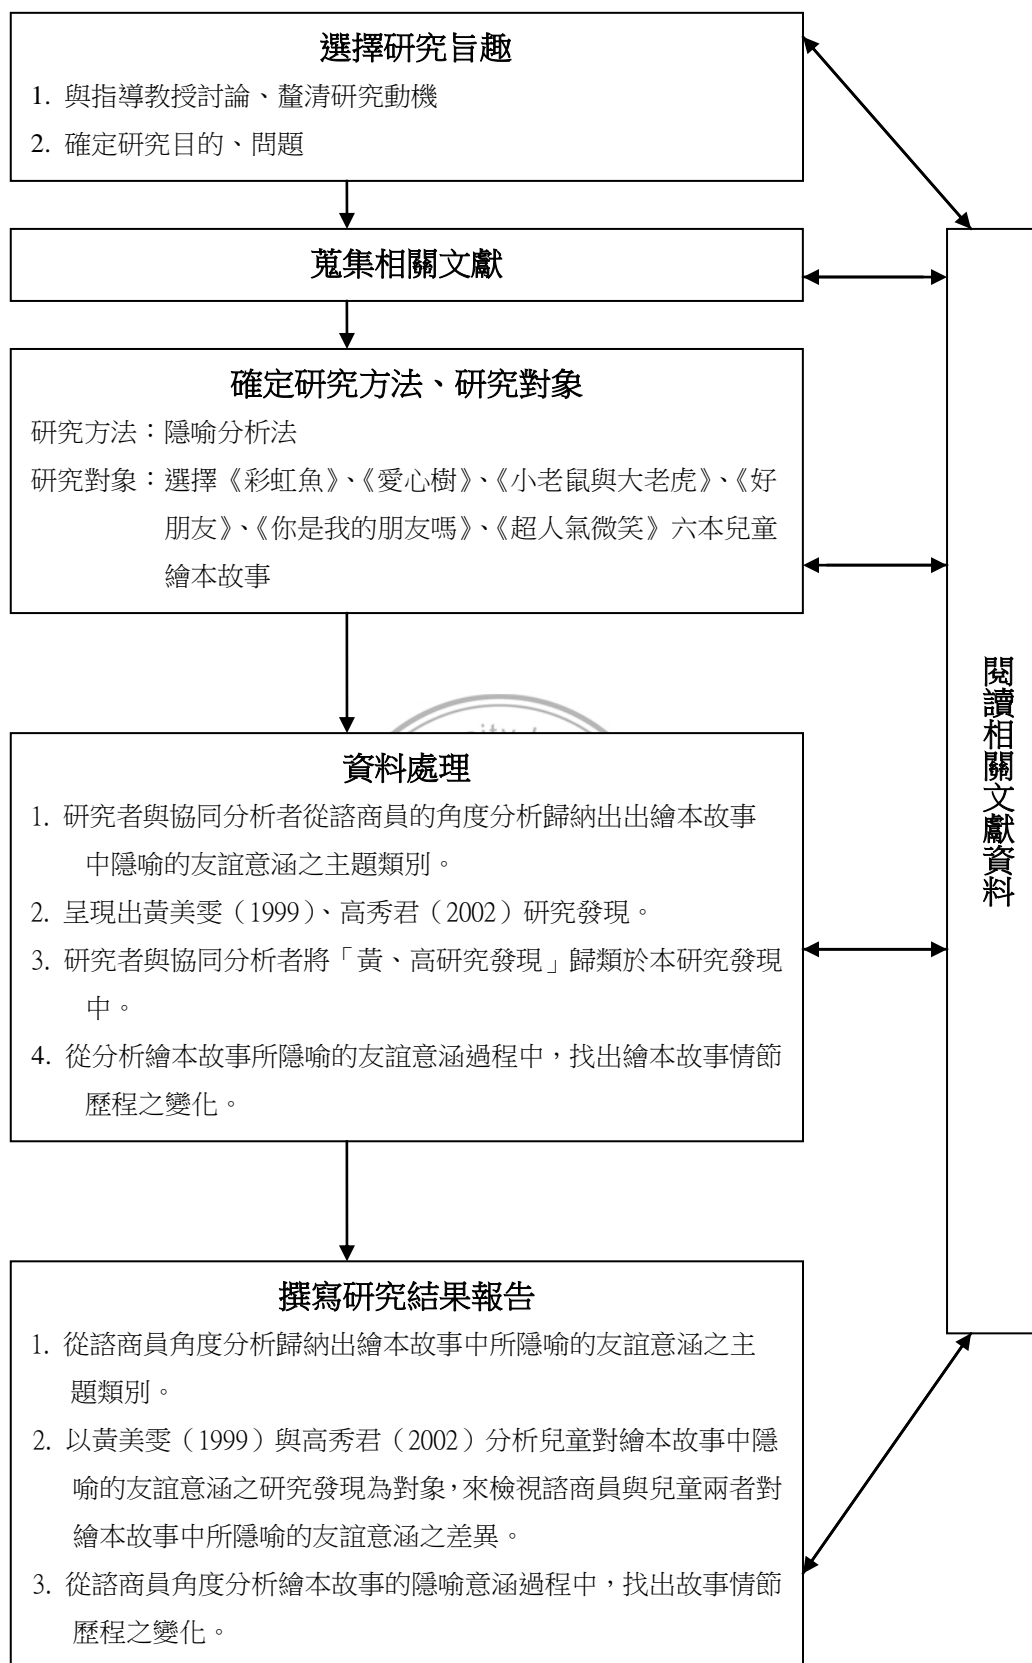 選擇研究旨趣
1. 與指導教授討論、釐清研究動機
2. 確定研究目的、問題
蒐集相關文獻
確定研究方法、研究對象
研究方法：隱喻分析法
研究對象：選擇《彩虹魚》、《愛心樹》、《小老鼠與大老虎》、《好
朋友》、《你是我的朋友嗎》、《超人氣微笑》六本兒童
繪本故事
資料處理
1. 研究者與協同分析者從諮商員的角度分析歸納出出繪本故事
中隱喻的友誼意涵之主題類別。
2. 呈現出黃美雯（1999）、高秀君（2002）研究發現。
3. 研究者與協同分析者將「黃、高研究發現」歸類於本研究發現
中。
4. 從分析繪本故事所隱喻的友誼意涵過程中，找出繪本故事情節
歷程之變化。
撰寫研究結果報告
1. 從諮商員角度分析歸納出繪本故事中所隱喻的友誼意涵之主
題類別。
2. 以黃美雯（1999）與高秀君（2002）分析兒童對繪本故事中隱
喻的友誼意涵之研究發現為對象，來檢視諮商員與兒童兩者對
繪本故事中所隱喻的友誼意涵之差異。
3. 從諮商員角度分析繪本故事的隱喻意涵過程中，找出故事情節
歷程之變化。
閱讀相關文獻資料